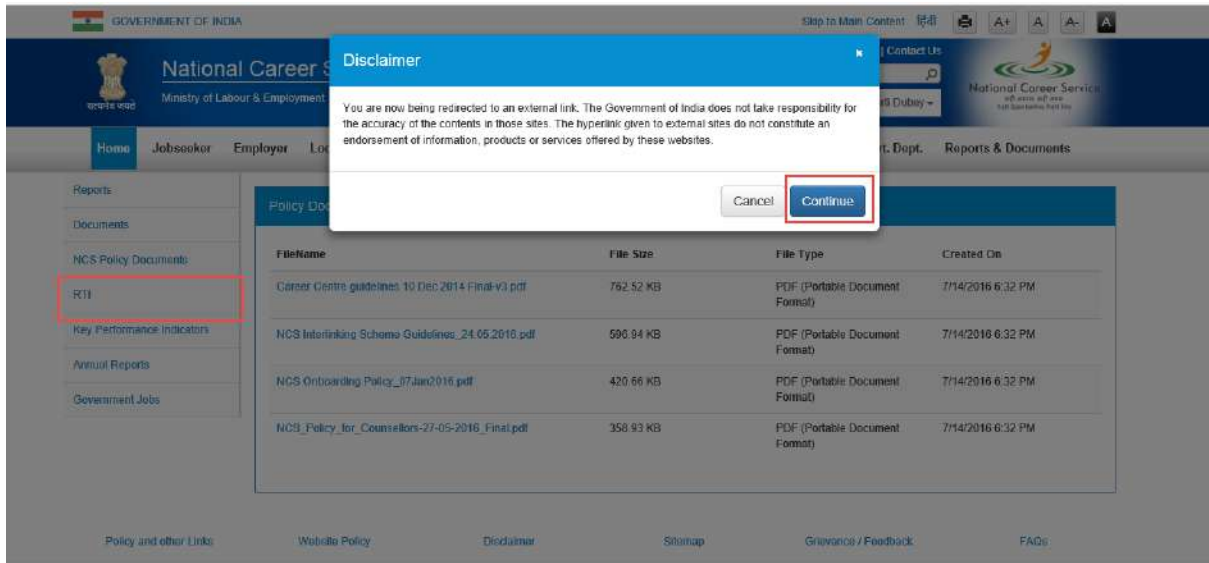 GOVERNMENT OF INDIA
Skip to Main Content हिंदी A+ A A- A
National Career S
Ministry of Labour & Employment
सत्यमेव जयते
| Contact Us
Dubey
National Career Service
Disclaimer
You are now being redirected to an external link. The Government of India does not take responsibility for
the accuracy of the contents in those sites. The hyperlink given to external sites do not constitute an
endorsement of information, products or services offered by these websites.
Cancel Continue
Home Jobseeker Employer Loc
t. Dept. Reports & Documents
Reports
Documents
NCS Policy Documents
RTI
Key Performance Indicators
Annual Reports
Government Jobs
Policy Doc
FileName File Size File Type Created On
Career Centre guidelines 10 Dec 2014 Final-v3.pdf 762.52 KB PDF (Portable Document 7/14/2016 6:32 PM
Format)
NCS Interlinking Scheme Guidelines_24.05.2016.pdf 596.94 KB PDF (Portable Document 7/14/2016 6:32 PM
Format)
NCS Onboarding Policy_07Jan2016.pdf 420.66 KB PDF (Portable Document 7/14/2016 6:32 PM
Format)
NCS_Policy_for_Counsellors-27-05-2016_Final.pdf 358.93 KB PDF (Portable Document 7/14/2016 6:32 PM
Format)
Policy and other Links Website Policy Disclaimer Sitemap Grievance / Feedback FAQs